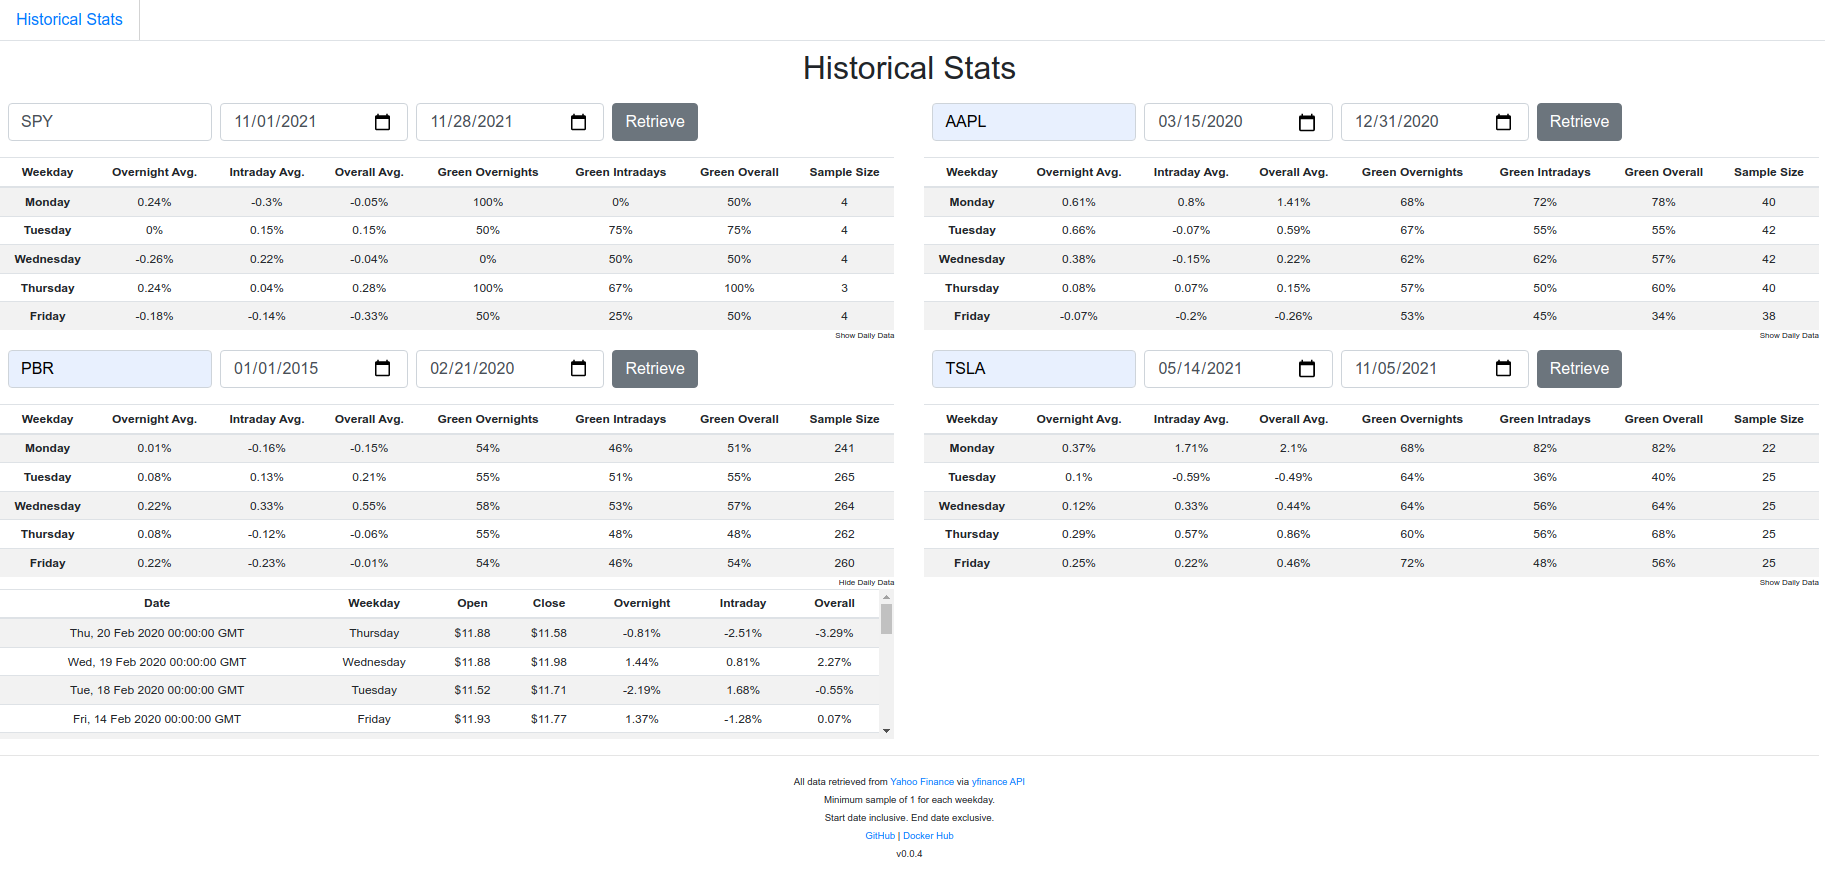 Historical Stats
Historical Stats
SPY 11/01/2021 11/28/2021 Retrieve
Weekday Overnight Avg. Intraday Avg. Overall Avg. Green Overnights Green Intradays Green Overall Sample Size
Monday 0.24% -0.3% -0.05% 100% 0% 50% 4
Tuesday 0% 0.15% 0.15% 50% 75% 75% 4
Wednesday -0.26% 0.22% -0.04% 0% 50% 50% 4
Thursday 0.24% 0.04% 0.28% 100% 67% 100% 3
Friday -0.18% -0.14% -0.33% 50% 25% 50% 4
Show Daily Data
AAPL 03/15/2020 12/31/2020 Retrieve
Weekday Overnight Avg. Intraday Avg. Overall Avg. Green Overnights Green Intradays Green Overall Sample Size
Monday 0.61% 0.8% 1.41% 68% 72% 78% 40
Tuesday 0.66% -0.07% 0.59% 67% 55% 55% 42
Wednesday 0.38% -0.15% 0.22% 62% 62% 57% 42
Thursday 0.08% 0.07% 0.15% 57% 50% 60% 40
Friday -0.07% -0.2% -0.26% 53% 45% 34% 38
Show Daily Data
PBR 01/01/2015 02/21/2020 Retrieve
Weekday Overnight Avg. Intraday Avg. Overall Avg. Green Overnights Green Intradays Green Overall Sample Size
Monday 0.01% -0.16% -0.15% 54% 46% 51% 241
Tuesday 0.08% 0.13% 0.21% 55% 51% 55% 265
Wednesday 0.22% 0.33% 0.55% 58% 53% 57% 264
Thursday 0.08% -0.12% -0.06% 55% 48% 48% 262
Friday 0.22% -0.23% -0.01% 54% 46% 54% 260
Hide Daily Data
Date Weekday Open Close Overnight Intraday Overall
Thu, 20 Feb 2020 00:00:00 GMT Thursday $11.88 $11.58 -0.81% -2.51% -3.29%
Wed, 19 Feb 2020 00:00:00 GMT Wednesday $11.88 $11.98 1.44% 0.81% 2.27%
Tue, 18 Feb 2020 00:00:00 GMT Tuesday $11.52 $11.71 -2.19% 1.68% -0.55%
Fri, 14 Feb 2020 00:00:00 GMT Friday $11.93 $11.77 1.37% -1.28% 0.07%
TSLA 05/14/2021 11/05/2021 Retrieve
Weekday Overnight Avg. Intraday Avg. Overall Avg. Green Overnights Green Intradays Green Overall Sample Size
Monday 0.37% 1.71% 2.1% 68% 82% 82% 22
Tuesday 0.1% -0.59% -0.49% 64% 36% 40% 25
Wednesday 0.12% 0.33% 0.44% 64% 56% 64% 25
Thursday 0.29% 0.57% 0.86% 60% 56% 68% 25
Friday 0.25% 0.22% 0.46% 72% 48% 56% 25
Show Daily Data
All data retrieved from Yahoo Finance via yfinance API
Minimum sample of 1 for each weekday.
Start date inclusive. End date exclusive.
GitHub | Docker Hub
v0.0.4